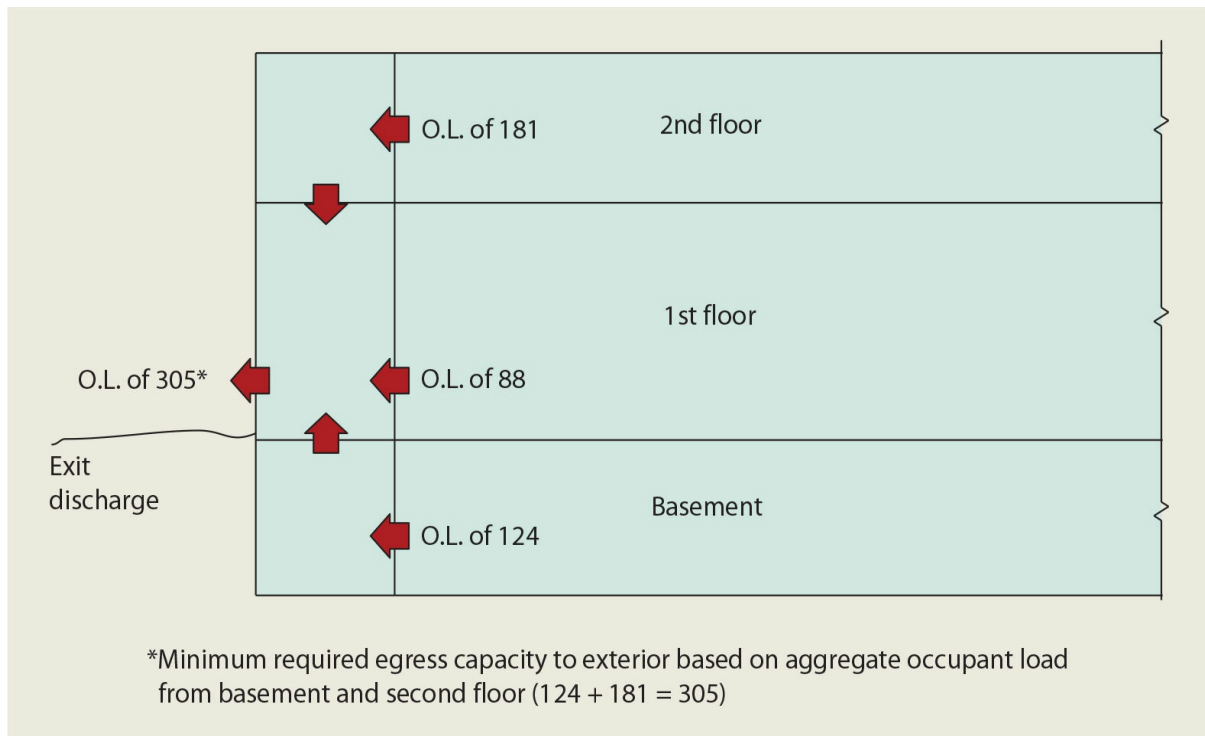 O.L. of 181
2nd floor
1st floor
O.L. of 305*
O.L. of 88
Exit
discharge
Basement
O.L. of 124
*Minimum required egress capacity to exterior based on aggregate occupant load
from basement and second floor (124 + 181 = 305)